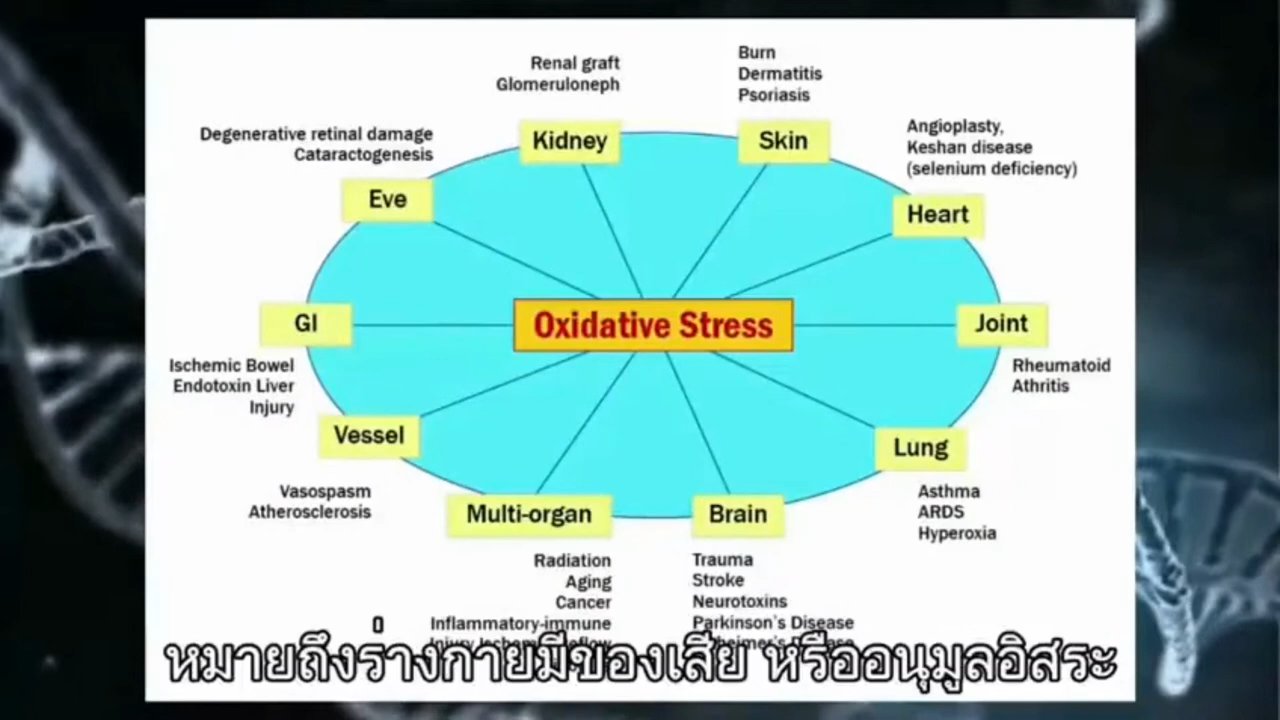 Renal graft
Glomeruloneph
Kidney
Burn
Dermatitis
Psoriasis
Skin
Angioplasty,
Keshan disease
(selenium deficiency)
Heart
Degenerative retinal damage
Cataractogenesis
Eve
GI
Ischemic Bowel
Endotoxin Liver
Injury
Oxidative Stress
Joint
Rheumatoid
Athritis
Vessel
Vasospasm
Atherosclerosis
Lung
Asthma
ARDS
Hyperoxia
Multi-organ
Radiation
Aging
Cancer
Inflammatory-immune
Brain
Trauma
Stroke
Neurotoxins
Parkinson's Disease
หมายถึงร่างกายมีของเสีย หรืออนุมูลอิสระ